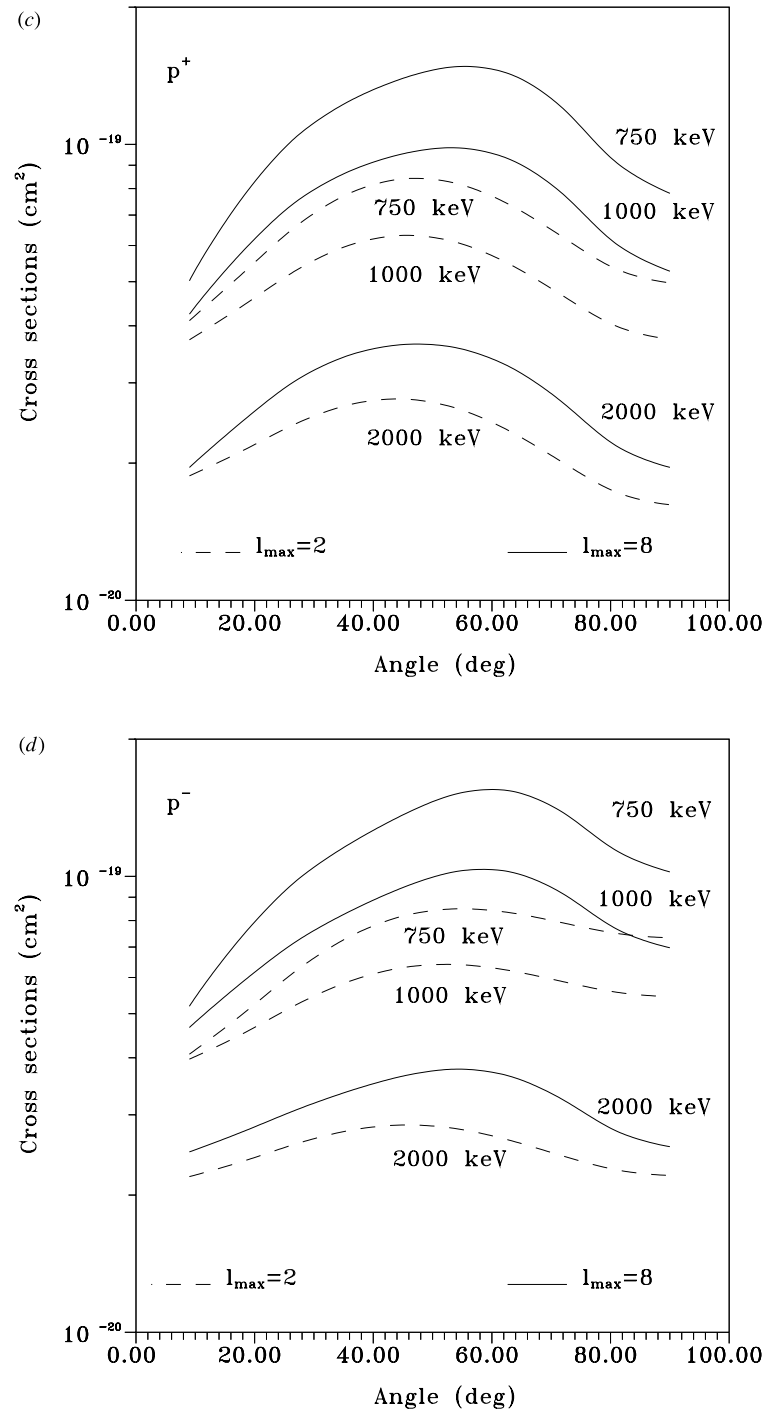 (c)
p⁺
750 keV
10⁻¹⁹
1000 keV
750 keV
1000 keV
Cross sections (cm²)
2000 keV
2000 keV
lmax=2
lmax=8
10⁻²⁰
0.00 20.00 40.00 60.00 80.00 100.00
Angle (deg)
(d)
p⁻
750 keV
10⁻¹⁹
1000 keV
750 keV
1000 keV
Cross sections (cm²)
2000 keV
2000 keV
lmax=2
lmax=8
10⁻²⁰
0.00 20.00 40.00 60.00 80.00 100.00
Angle (deg)